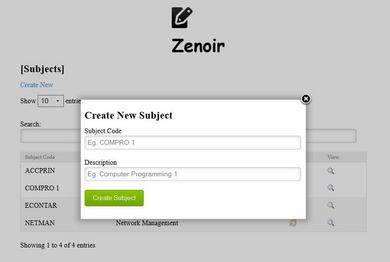 Zenoir
[Subjects]
Create New
Show 10 entrie
Search:
Create New Subject
Subject Code
Eg. COMPRO 1
Description
Eg. Computer Programming 1
Create Subject
Subject Code View
ACCPRIN
COMPRO 1
ECONTAR
NETMAN Network Management
Showing 1 to 4 of 4 entries